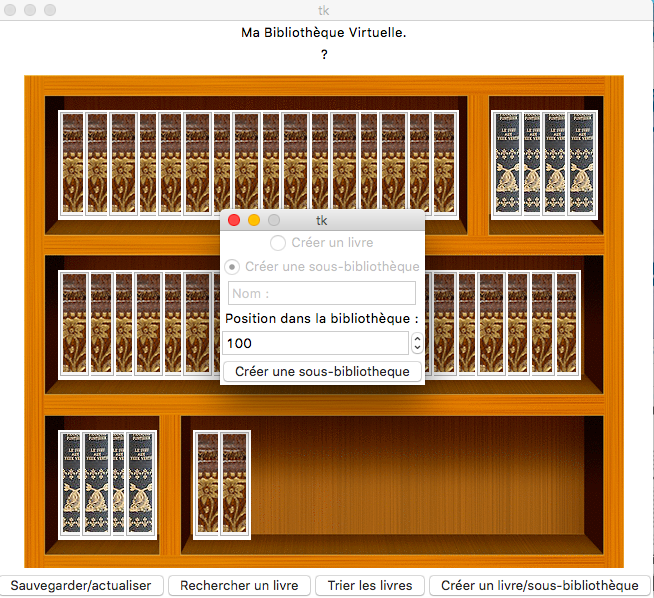 tk
Ma Bibliothèque Virtuelle.
?
tk
Créer un livre
Créer une sous-bibliothèque
Nom :
Position dans la bibliothèque :
100
Créer une sous-bibliotheque
Sauvegarder/actualiser
Rechercher un livre
Trier les livres
Créer un livre/sous-bibliothèque